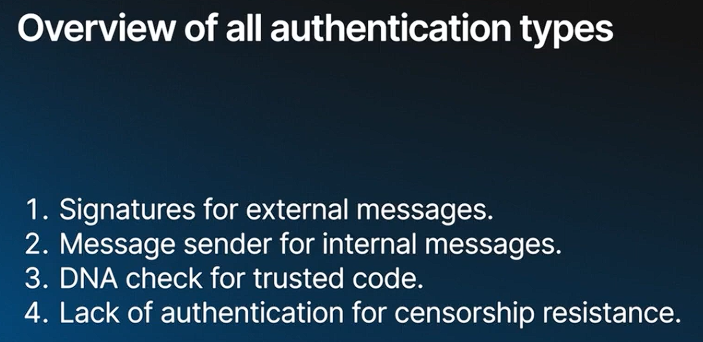 Overview of all authentication types
1. Signatures for external messages.
2. Message sender for internal messages.
3. DNA check for trusted code.
4. Lack of authentication for censorship resistance.